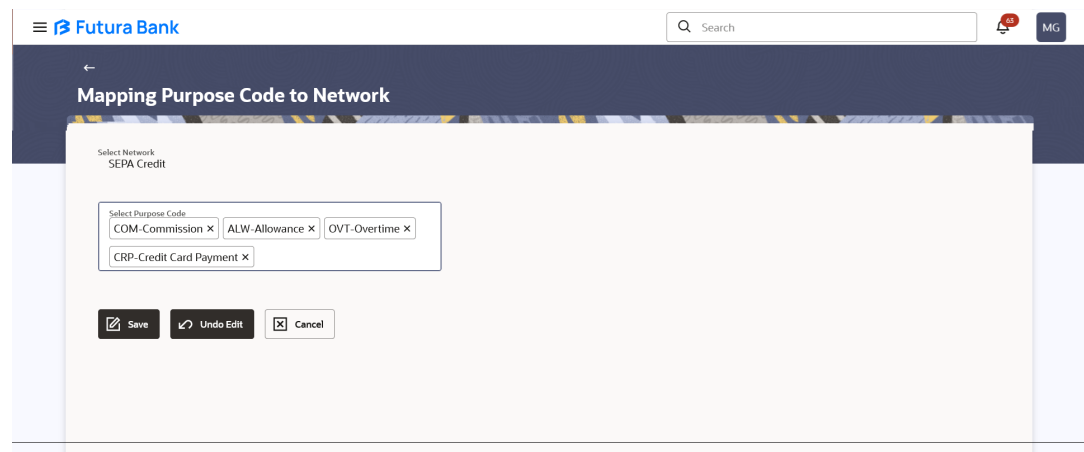 Futura Bank
Search
63
MG
Mapping Purpose Code to Network
Select Network
SEPA Credit
Select Purpose Code
COM-Commission × ALW-Allowance × OVT-Overtime ×
CRP-Credit Card Payment ×
Save Undo Edit Cancel